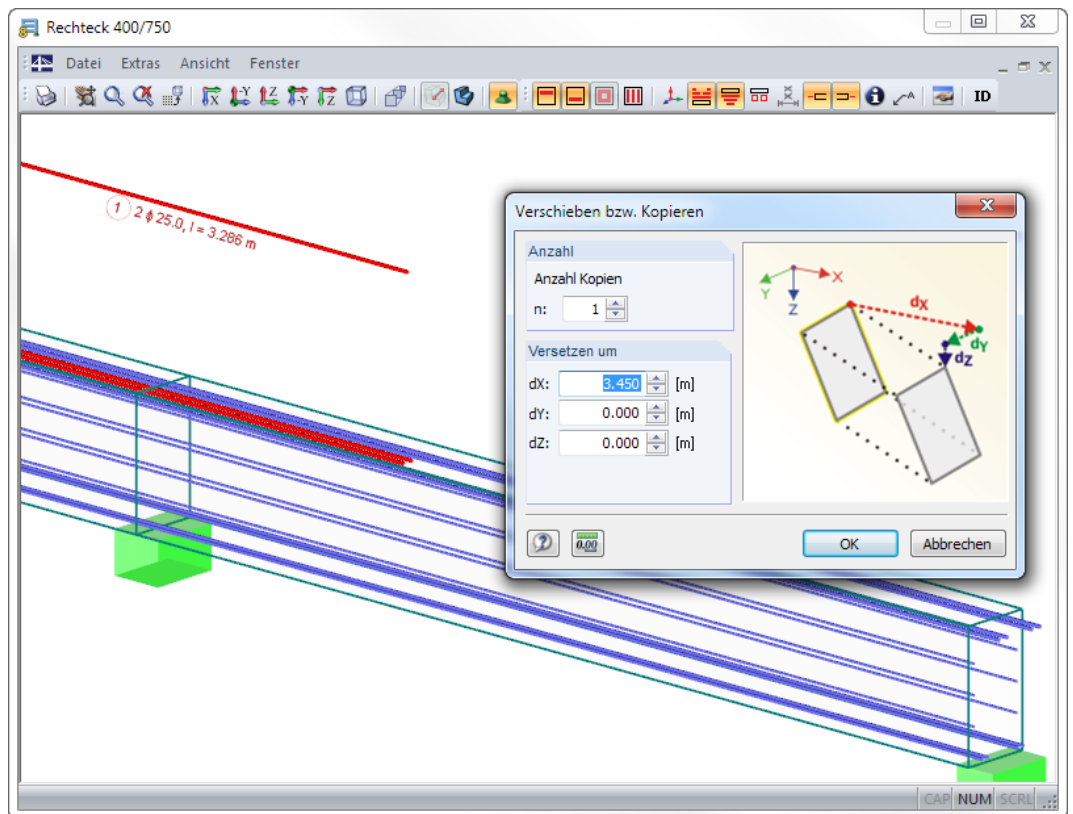 Rechteck 400/750
Datei Extras Ansicht Fenster
X -Y Z -Y Z X A ID
1 2 ϕ 25.0, l = 3.286 m
Verschieben bzw. Kopieren
Anzahl
Anzahl Kopien
n: 1
Versetzen um
dX: 3.450 [m]
dY: 0.000 [m]
dZ: 0.000 [m]
X
Y
Z
dX
dY
dZ
0.00
OK Abbrechen
CAP NUM SCRL